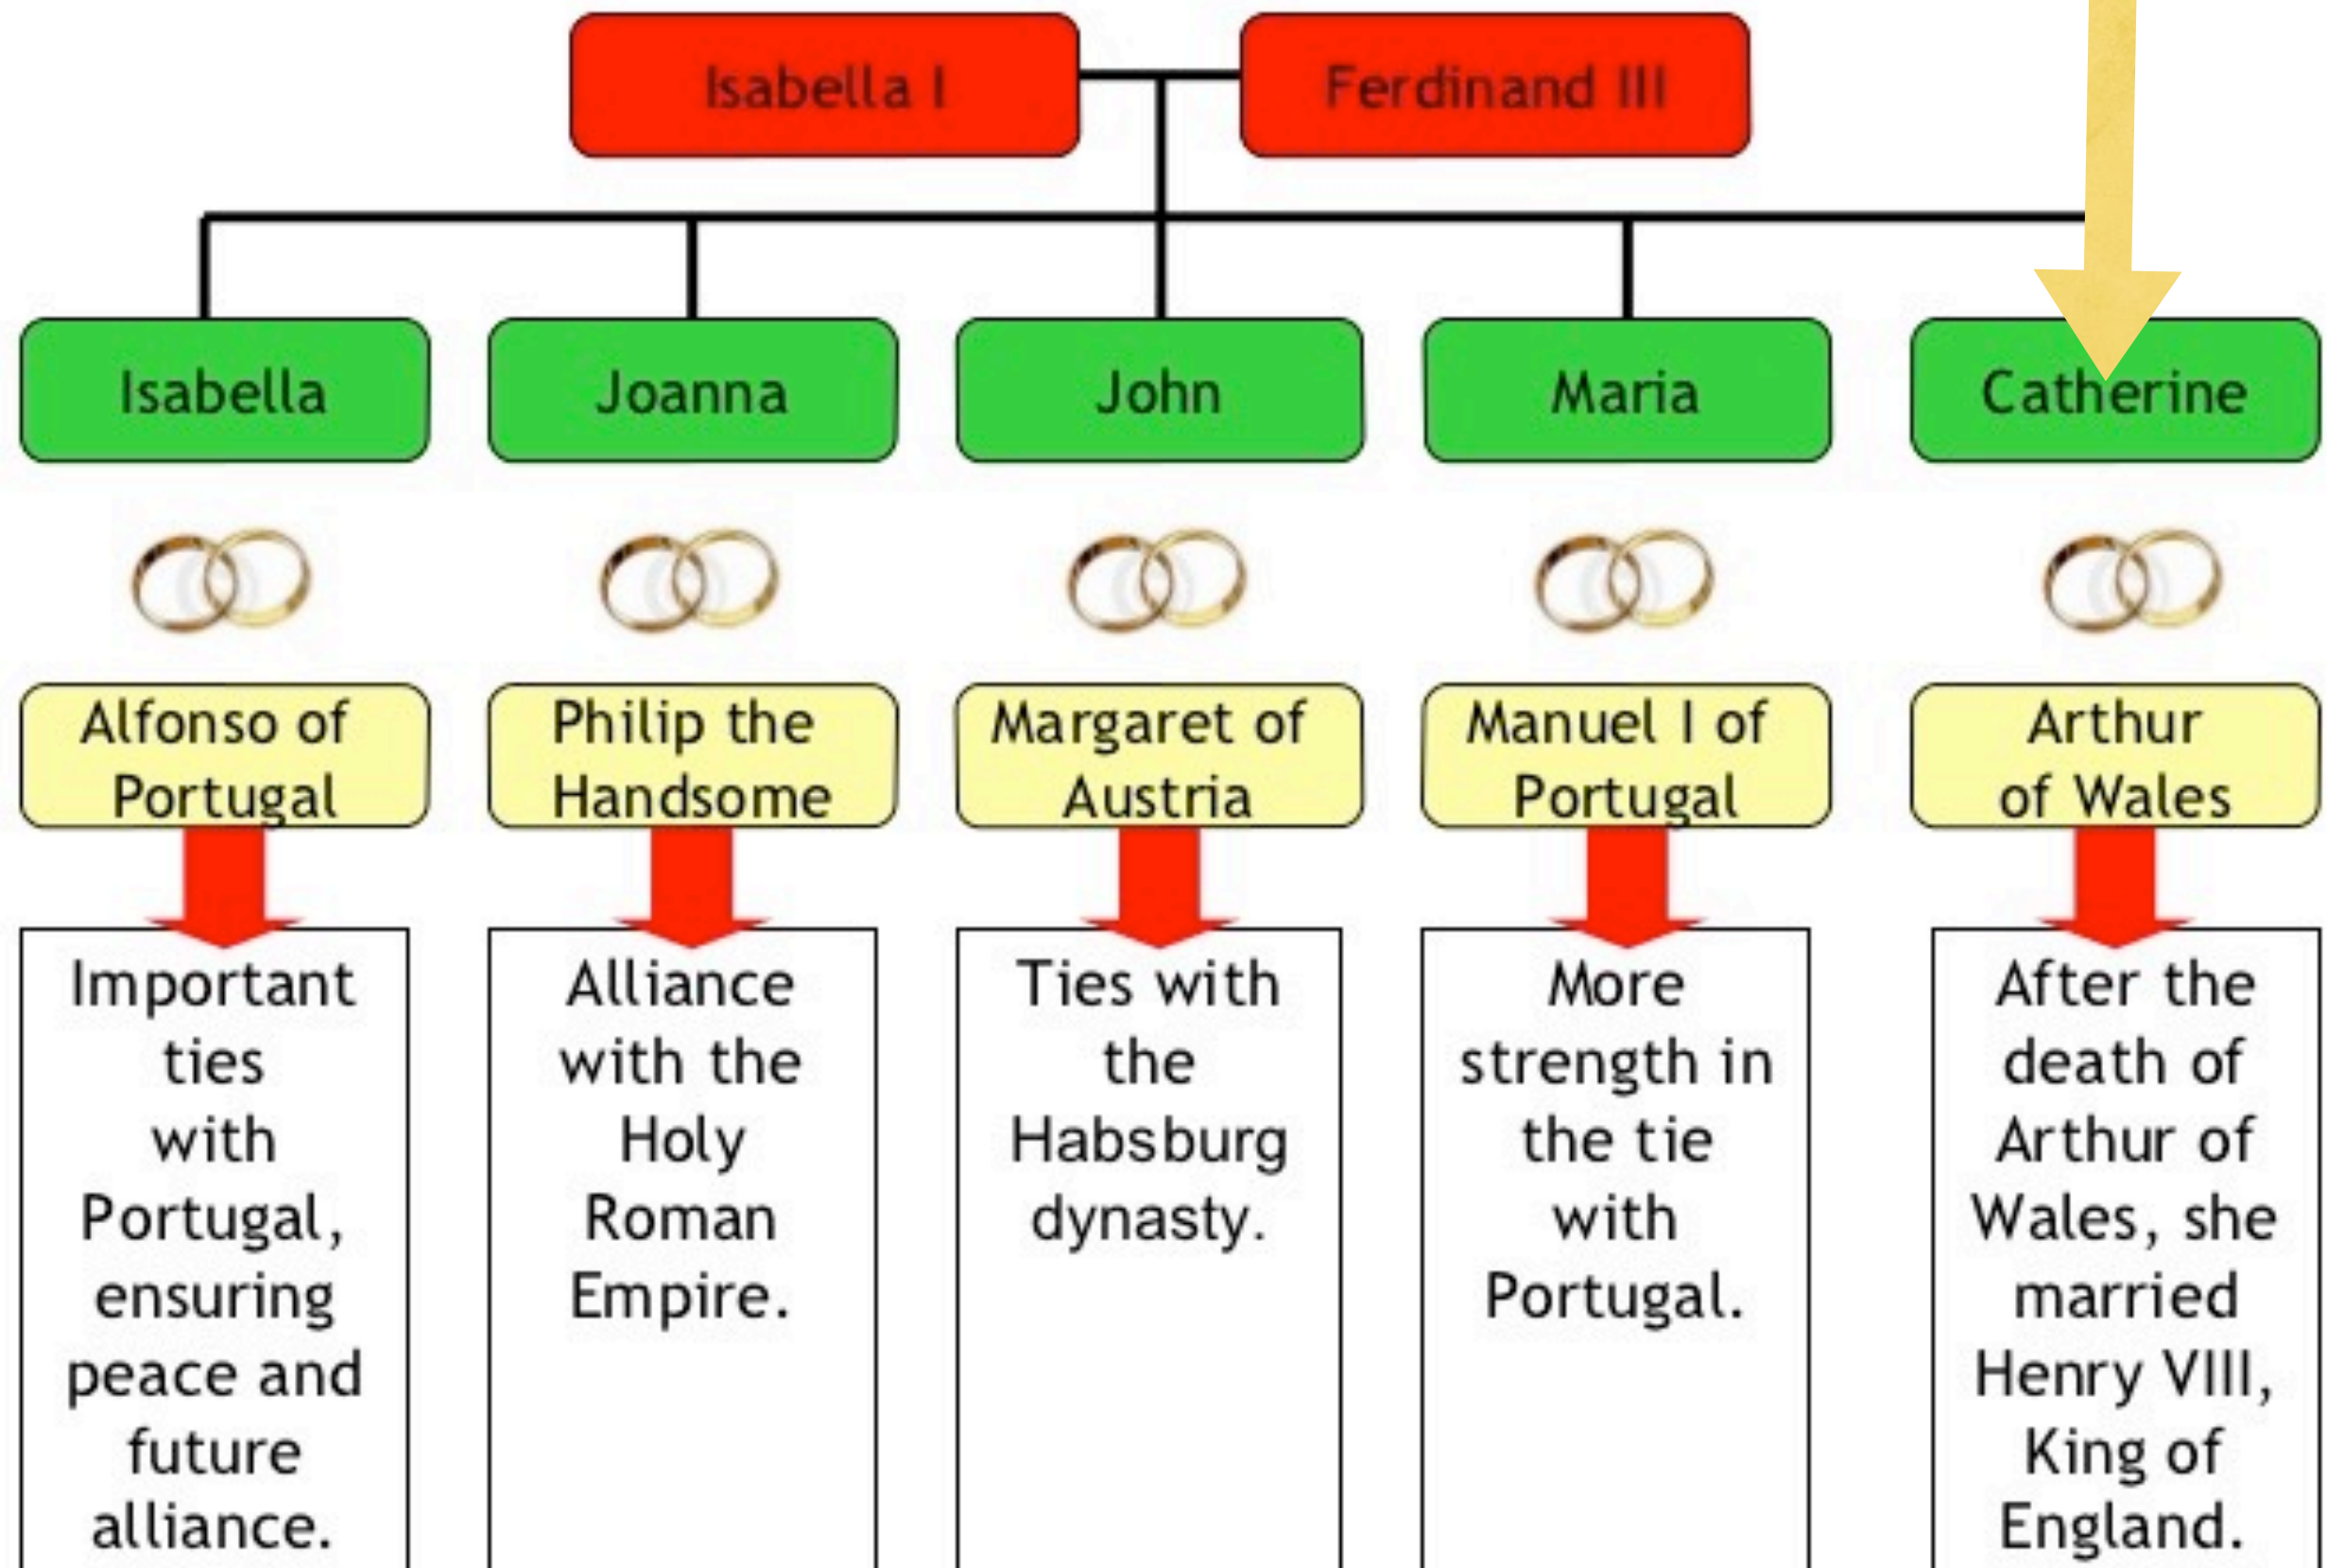 Isabella I
Ferdinand III
Isabella
Joanna
John
Maria
Catherine
Alfonso of
Portugal
Philip the
Handsome
Margaret of
Austria
Manuel I of
Portugal
Arthur
of Wales
Important
ties
with
Portugal,
ensuring
peace and
future
alliance.
Alliance
with the
Holy
Roman
Empire.
Ties with
the
Habsburg
dynasty.
More
strength in
the tie
with
Portugal.
After the
death of
Arthur of
Wales, she
married
Henry VIII,
King of
England.